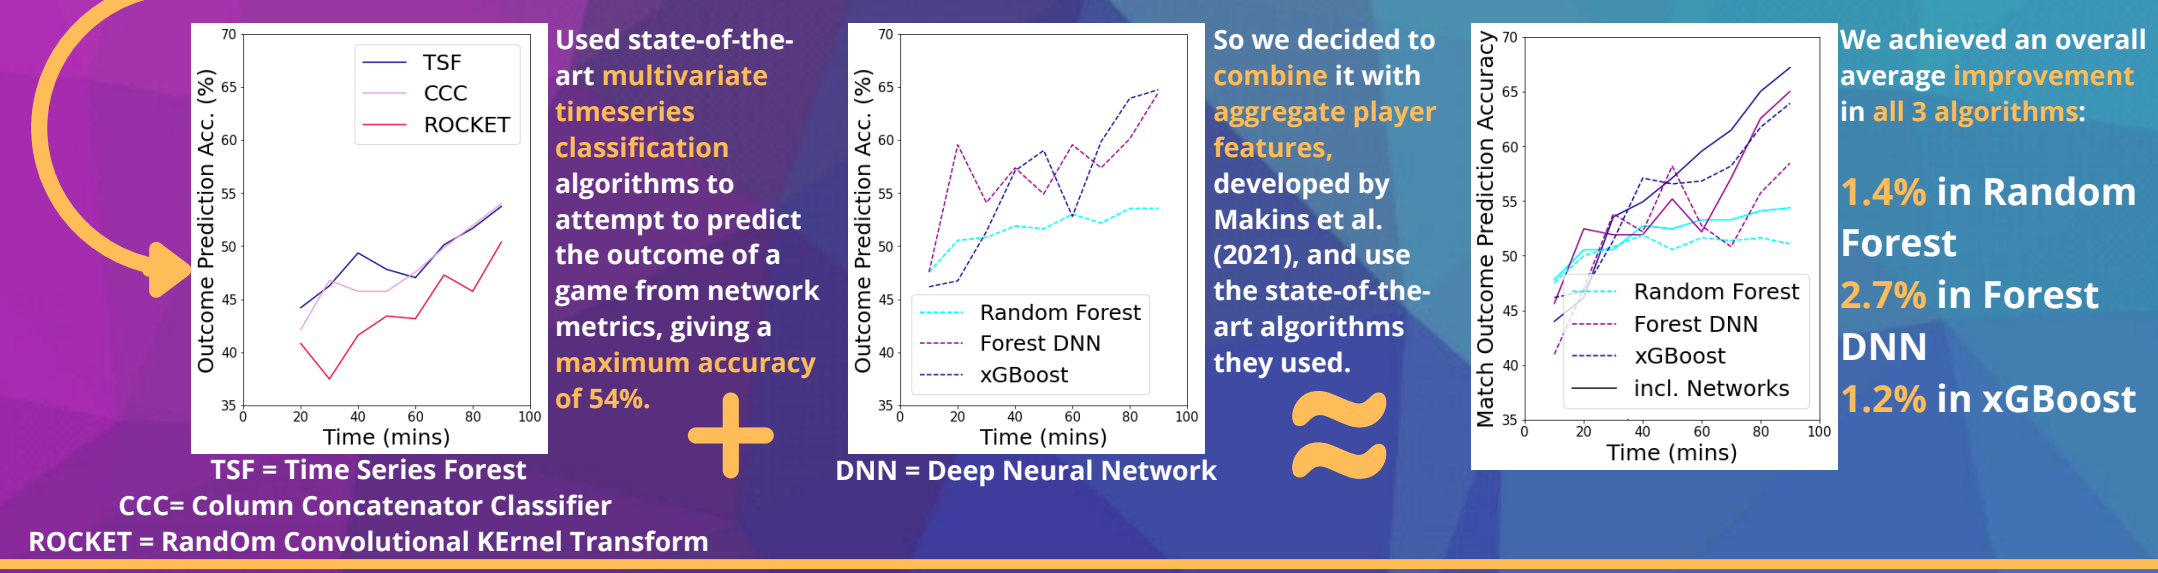 70
65
60
55
50
45
40
35
0
20
40
60
80
100
Outcome Prediction Acc. (%)
Time (mins)
TSF
CCC
ROCKET
TSF = Time Series Forest
CCC= Column Concatenator Classifier
ROCKET = RandOm Convolutional KErnel Transform
Used state-of-the-
art multivariate
timeseries
classification
algorithms to
attempt to predict
the outcome of a
game from network
metrics, giving a
maximum accuracy
of 54%.
+
70
65
60
55
50
45
40
35
0
20
40
60
80
100
Outcome Prediction Acc. (%)
Time (mins)
Random Forest
Forest DNN
xGBoost
DNN = Deep Neural Network
So we decided to
combine it with
aggregate player
features,
developed by
Makins et al.
(2021), and use
the state-of-the-
art algorithms
they used.
≈
70
65
60
55
50
45
40
35
0
20
40
60
80
100
Match Outcome Prediction Accuracy
Time (mins)
Random Forest
Forest DNN
xGBoost
incl. Networks
We achieved an overall
average improvement
in all 3 algorithms:
1.4% in Random
Forest
2.7% in Forest
DNN
1.2% in xGBoost